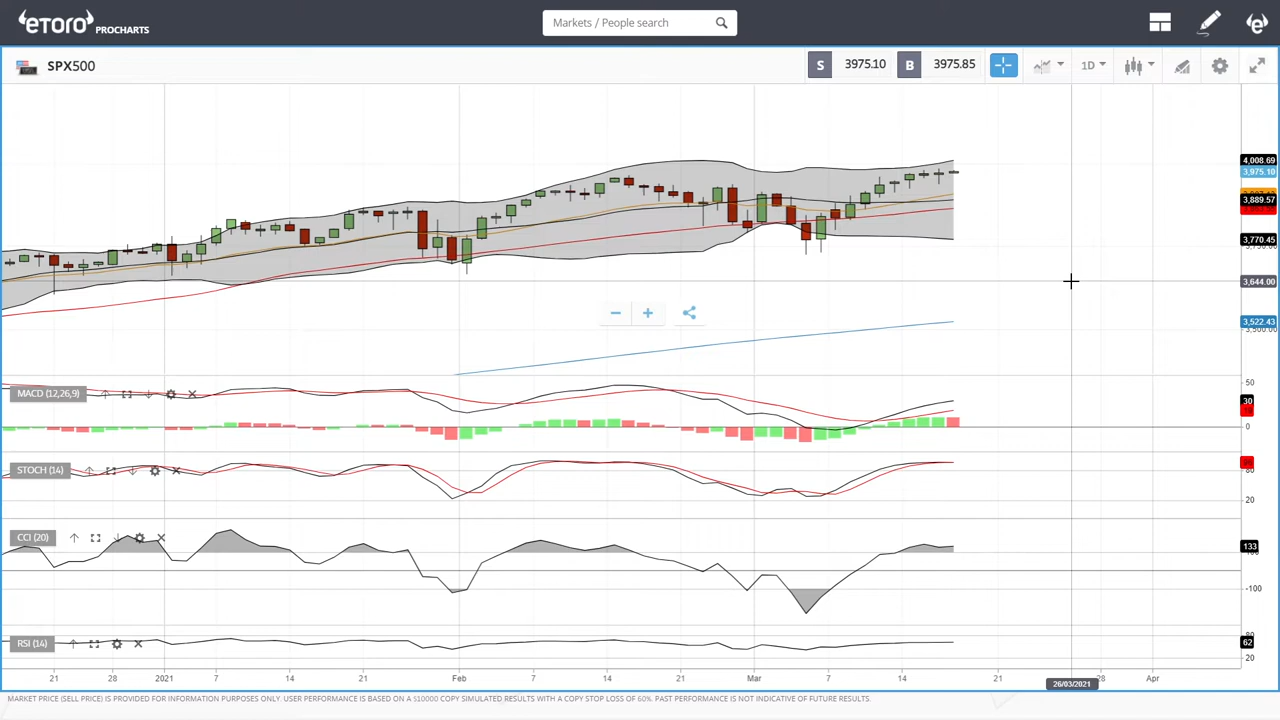 eToro PROCHARTS
Markets / People search
SPX500
S 3975.10 B 3975.85
1D
4,008.69
3,975.10
3,889.57
3,770.45
3,644.00
3,522.43
3,500.00
MACD (12,26,9)
50
30
0
STOCH (14)
80
20
CCI (20)
133
-100
RSI (14)
80
62
20
21 28 2021 7 14 21 Feb 7 14 21 Mar 7 14 21 28 Apr
26/03/2021
MARKET PRICE (SELL PRICE) IS PROVIDED FOR INFORMATION PURPOSES ONLY. USER PERFORMANCE IS BASED ON A $10000 COPY SIMULATED RESULTS WITH A COPY STOP LOSS OF 60%. PAST PERFORMANCE IS NOT INDICATIVE OF FUTURE RESULTS.